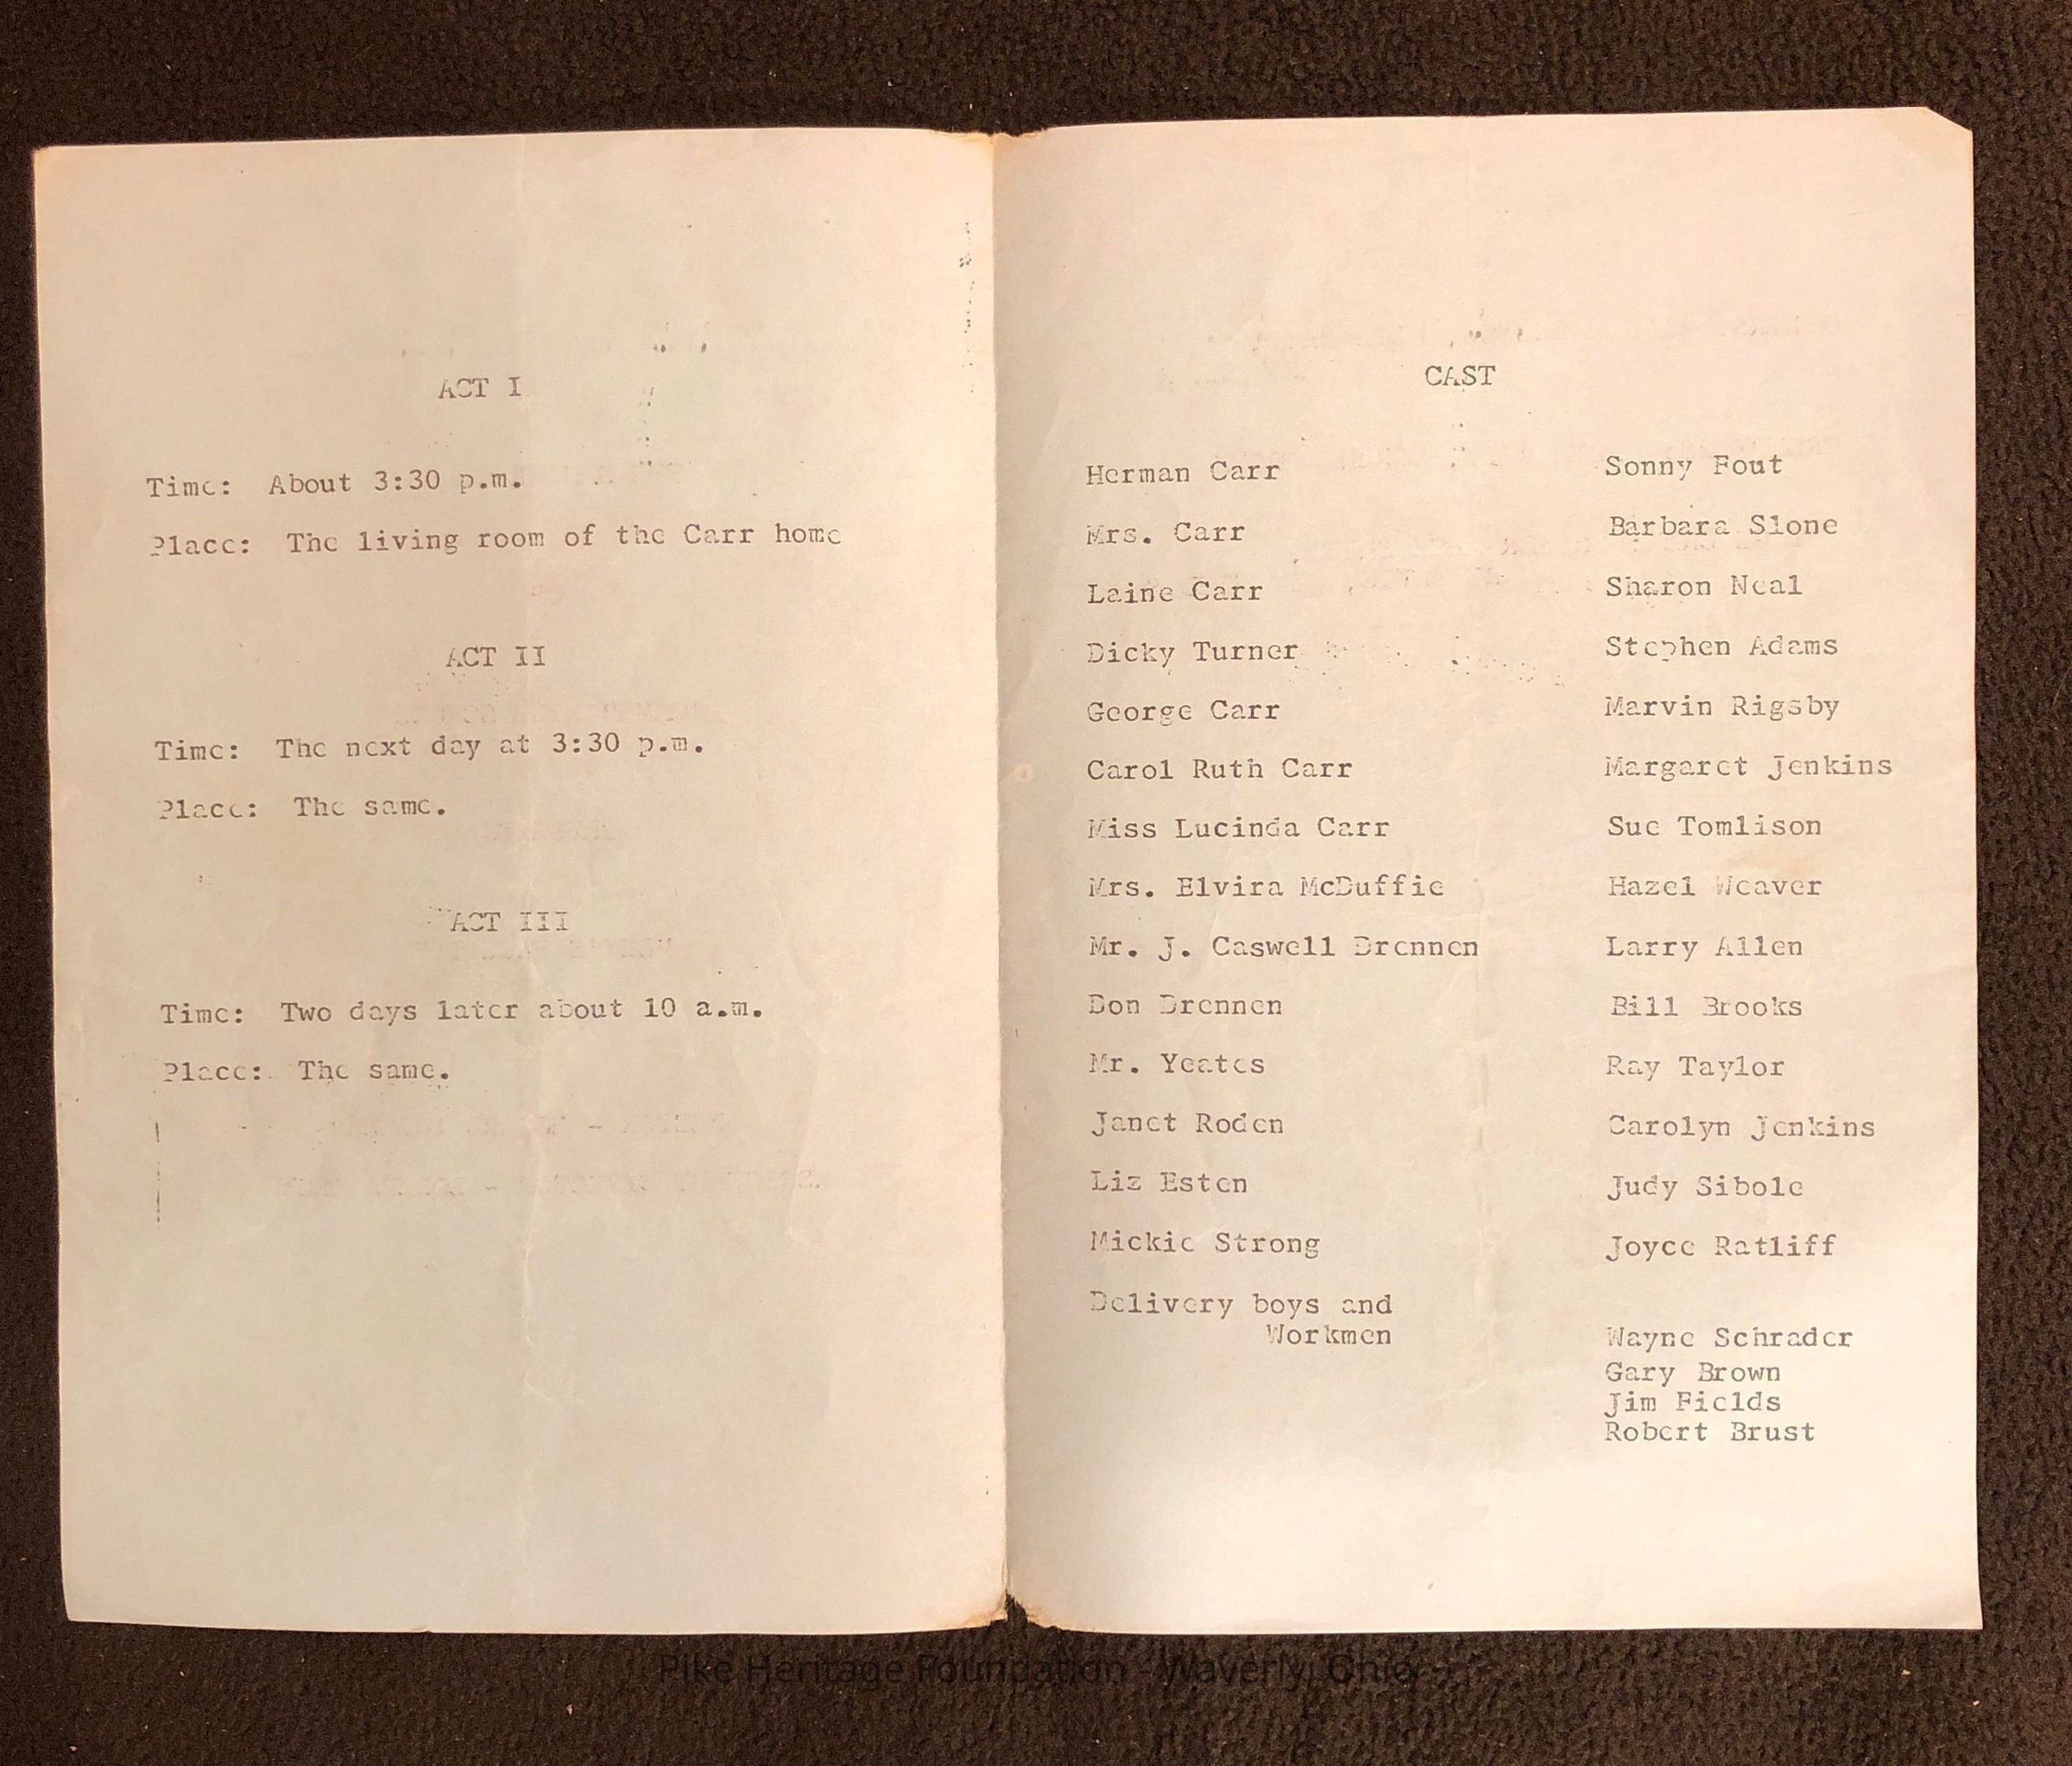 ACT I
Time: About 3:30 p.m.
Place: The living room of the Carr home
ACT II
Time: The next day at 3:30 p.m.
Place: The same.
ACT III
Time: Two days later about 10 a.m.
Place: The same.
CAST
Herman Carr Sonny Fout
Mrs. Carr Barbara Slone
Laine Carr Sharon Neal
Dicky Turner Stephen Adams
George Carr Marvin Rigsby
Carol Ruth Carr Margaret Jenkins
Miss Lucinda Carr Sue Tomlison
Mrs. Elvira McDuffie Hazel Weaver
Mr. J. Caswell Drennen Larry Allen
Don Drennen Bill Brooks
Mr. Yeates Ray Taylor
Janet Roden Carolyn Jenkins
Liz Esten Judy Sibole
Mickie Strong Joyce Ratliff
Delivery boys and
Workmen Wayne Schrader
Gary Brown
Jim Fields
Robert Brust
Pike Heritage Foundation - Waverly, Ohio